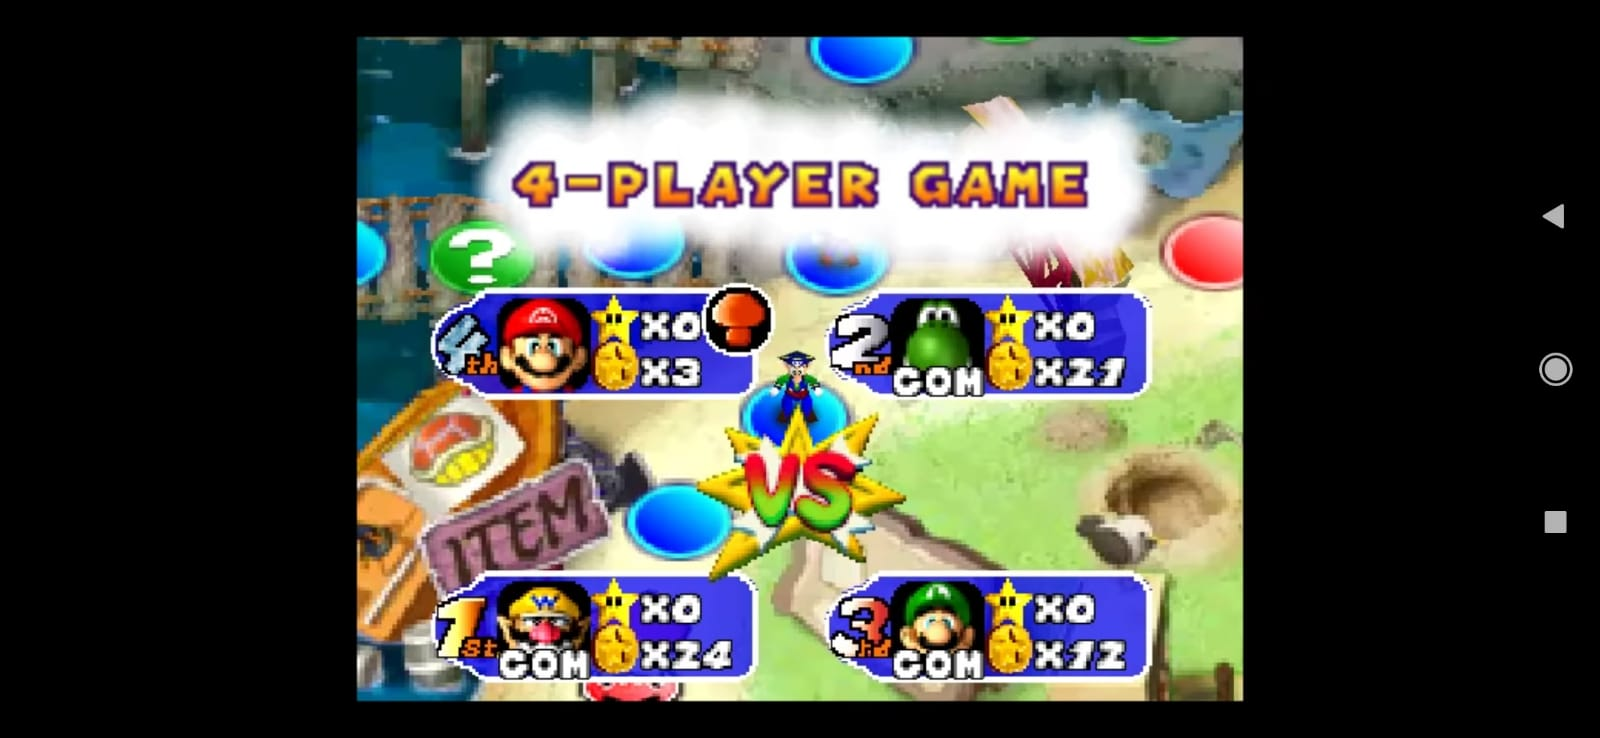 4-PLAYER GAME
?
4th
x0
x3
2nd
COM
x0
x21
VS
ITEM
1st
COM
x0
x24
3rd
COM
x0
x12